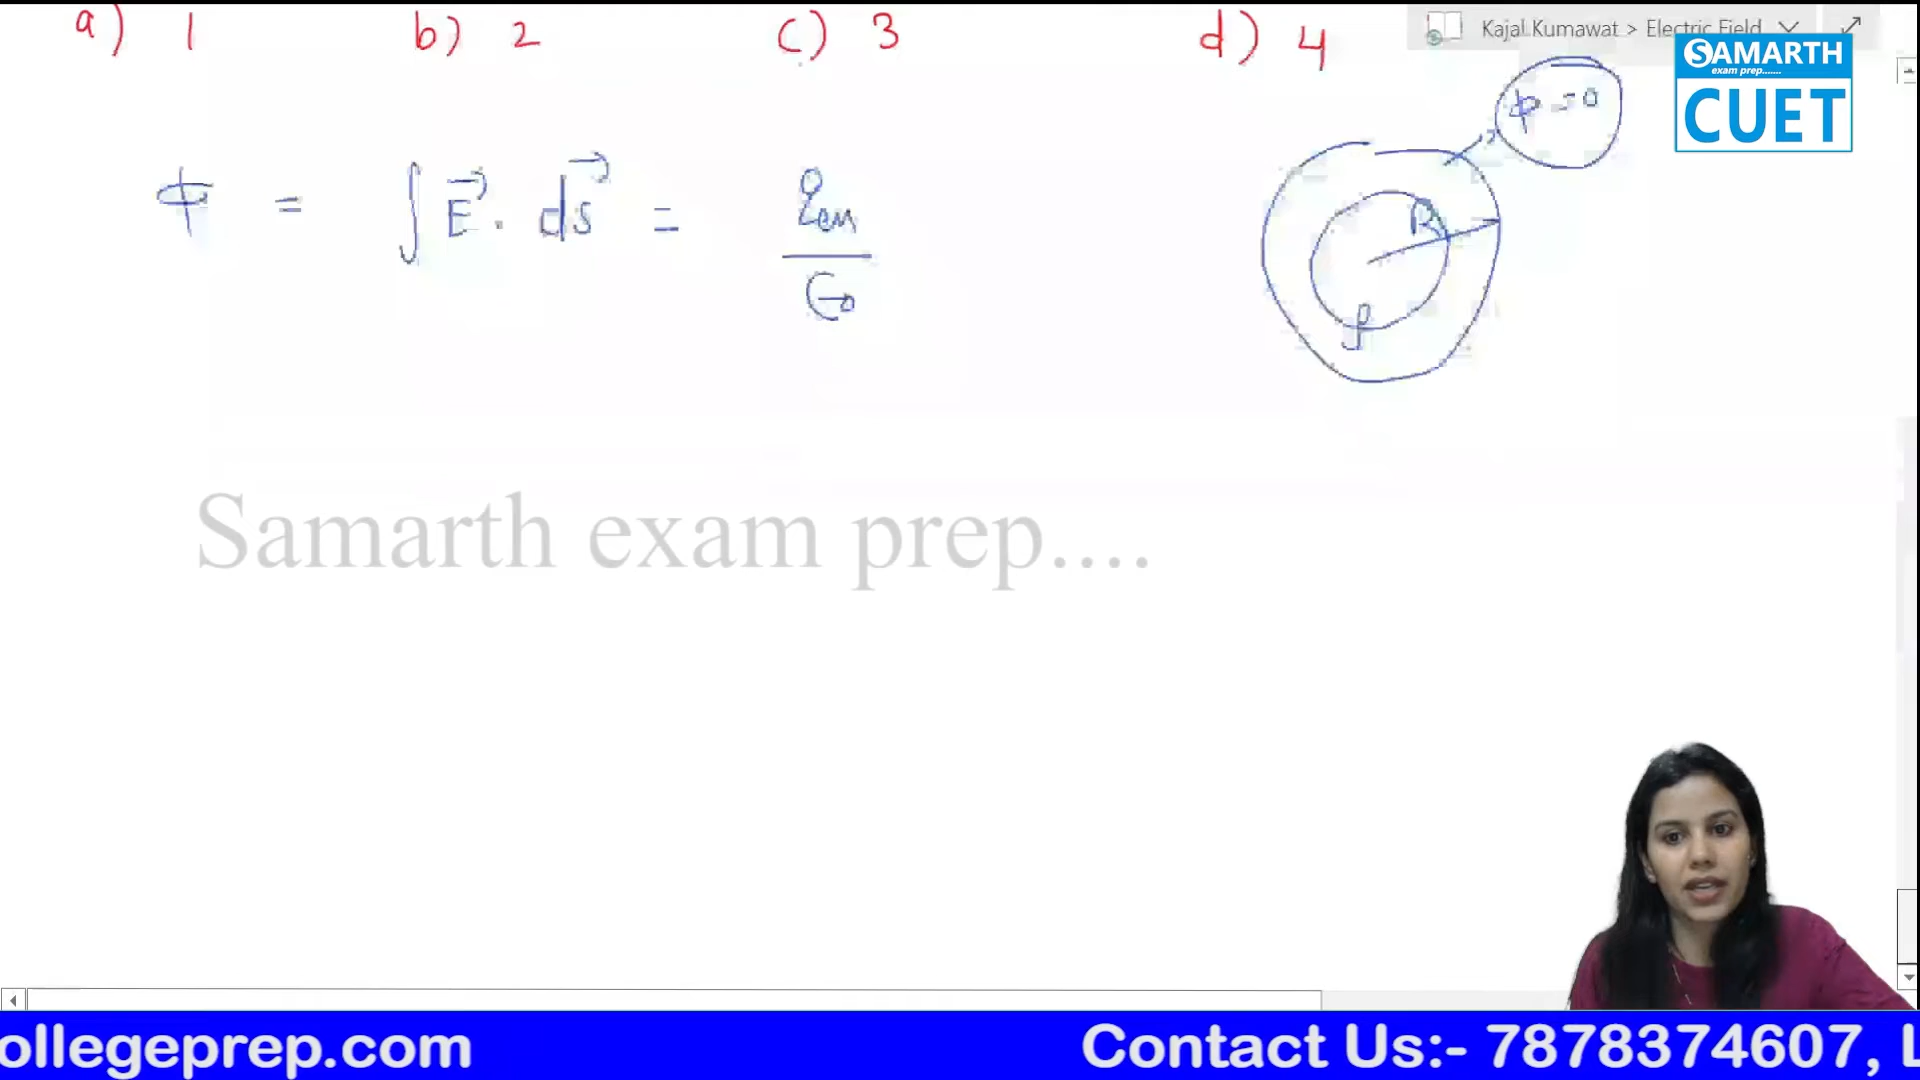 a) 1 b) 2 c) 3 d) 4
Kajal Kumawat > Electric Field
SAMARTH
exam prep......
CUET
ϕ = 0
ϕ = ∫ E⃗ . ds⃗ = q en / ϵ0
R
ρ
Samarth exam prep....
ollegeprep.com Contact Us:- 7878374607, L